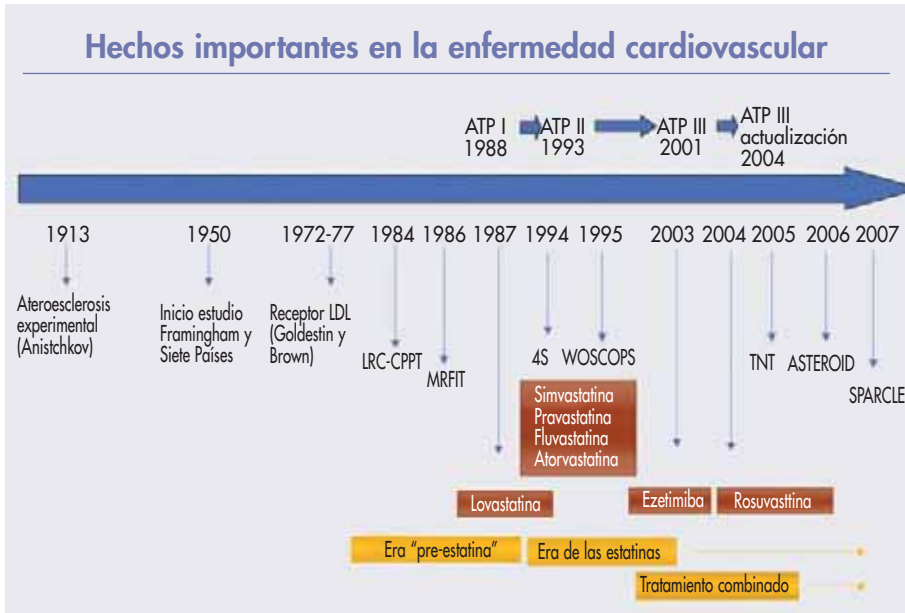 Hechos importantes en la enfermedad cardiovascular
ATP I
1988
ATP II
1993
ATP III
2001
ATP III
actualización
2004
1913
1950
1972-77
1984
1986
1987
1994
1995
2003
2004
2005
2006
2007
Ateroesclerosis
experimental
(Anistchkov)
Inicio estudio
Framingham y
Siete Países
Receptor LDL
(Goldestin y
Brown)
LRC-CPPT
MRFIT
4S
WOSCOPS
TNT
ASTEROID
SPARCLE
Simvastatina
Pravastatina
Fluvastatina
Atorvastatina
Lovastatina
Ezetimiba
Rosuvasttina
Era "pre-estatina"
Era de las estatinas
Tratamiento combinado